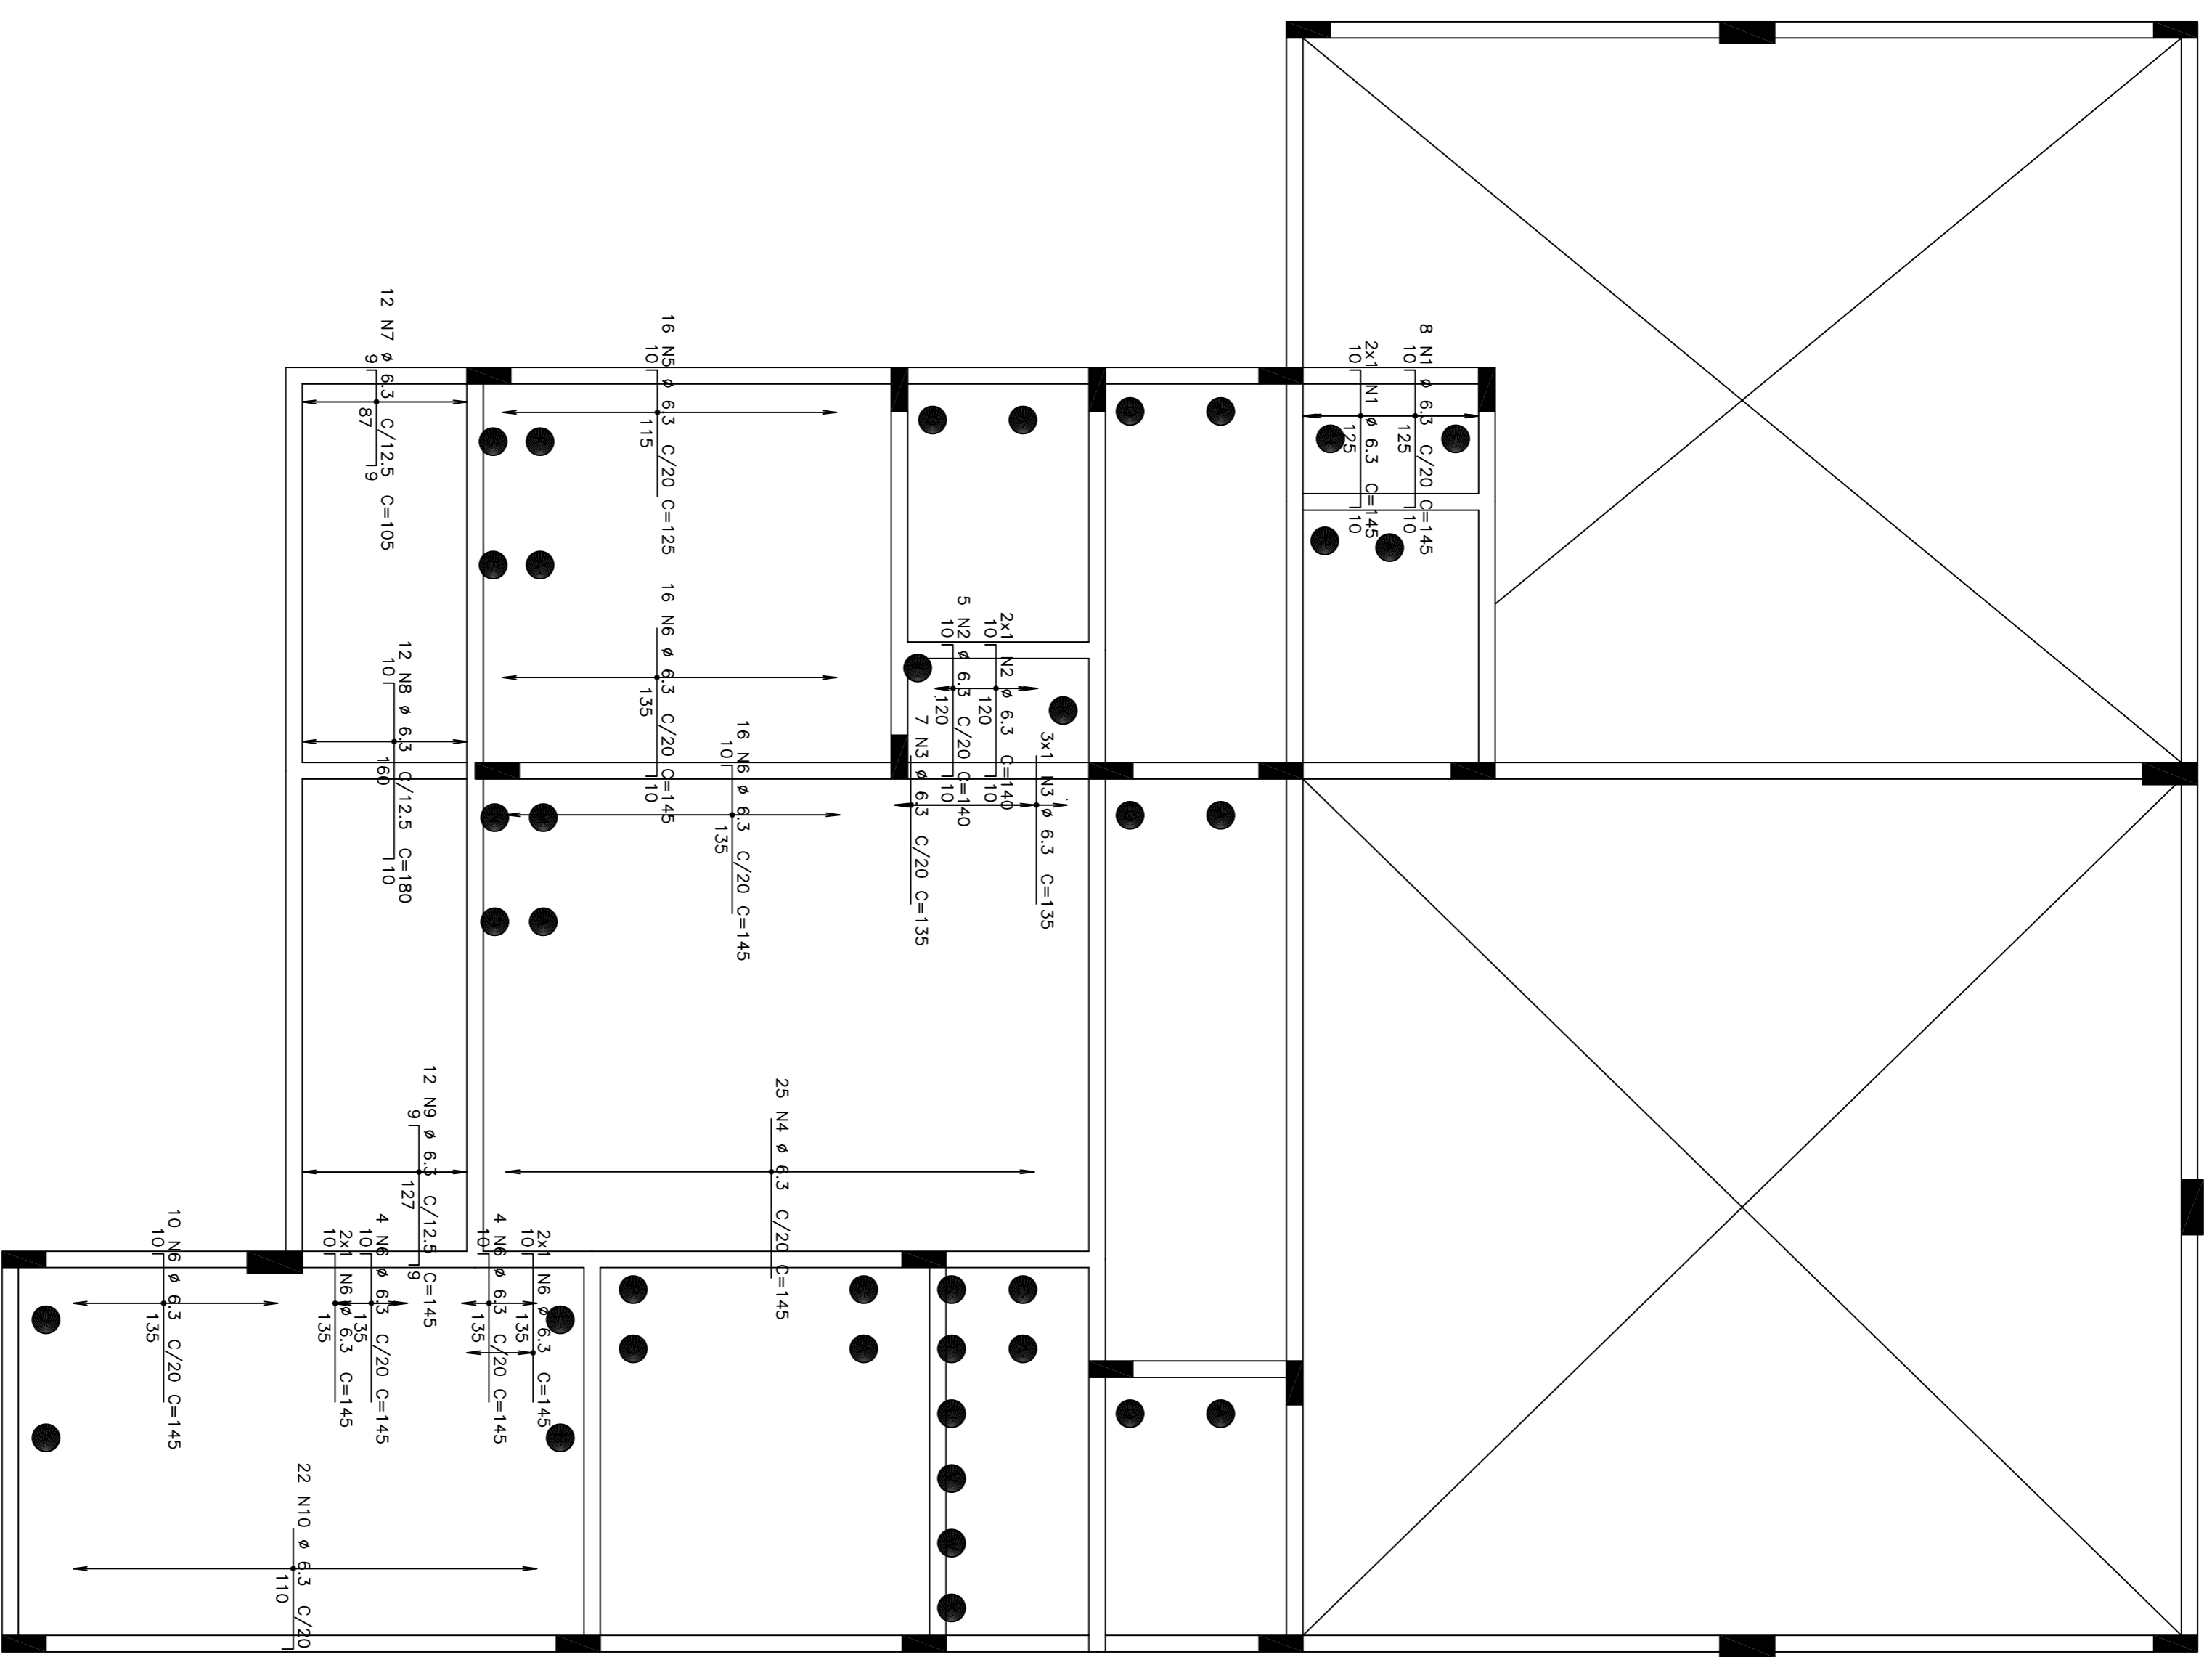 8 N1 ø 6.3 C/20 C=145
10 125 10
2x1 N1 ø 6.3 C=145
10 125 10
3x1 N3 ø 6.3 C=135
2x1 N2 ø 6.3 C=140
10 120 10
5 N2 ø 6.3 C/20 C=140
10 120 10
7 N3 ø 6.3 C/20 C=135
25 N4 ø 6.3 C/20 C=145
16 N6 ø 6.3 C/20 C=145
10 135
16 N5 ø 6.3 C/20 C=125
10 115
16 N6 ø 6.3 C/20 C=145
135 10
2x1 N6 ø 6.3 C=145
10 135
4 N6 ø 6.3 C/20 C=145
10 135
12 N9 ø 6.3 C/12.5 C=145
9 127 9
12 N8 ø 6.3 C/12.5 C=180
10 160 10
12 N7 ø 6.3 C/12.5 C=105
9 87 9
4 N6 ø 6.3 C/20 C=145
10 135
2x1 N6 ø 6.3 C=145
10 135
22 N10 ø 6.3 C/20
110
10 N6 ø 6.3 C/20 C=145
10 135